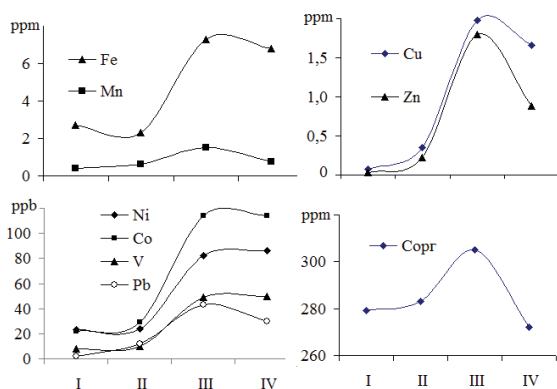 ppm
6
4
2
0
Fe
Mn
ppm
1,5
1,0
0,5
0
Cu
Zn
ppb
100
80
60
40
20
0
Ni
Co
V
Pb
I II III IV
ppm
300
280
260
Сорг
I II III IV